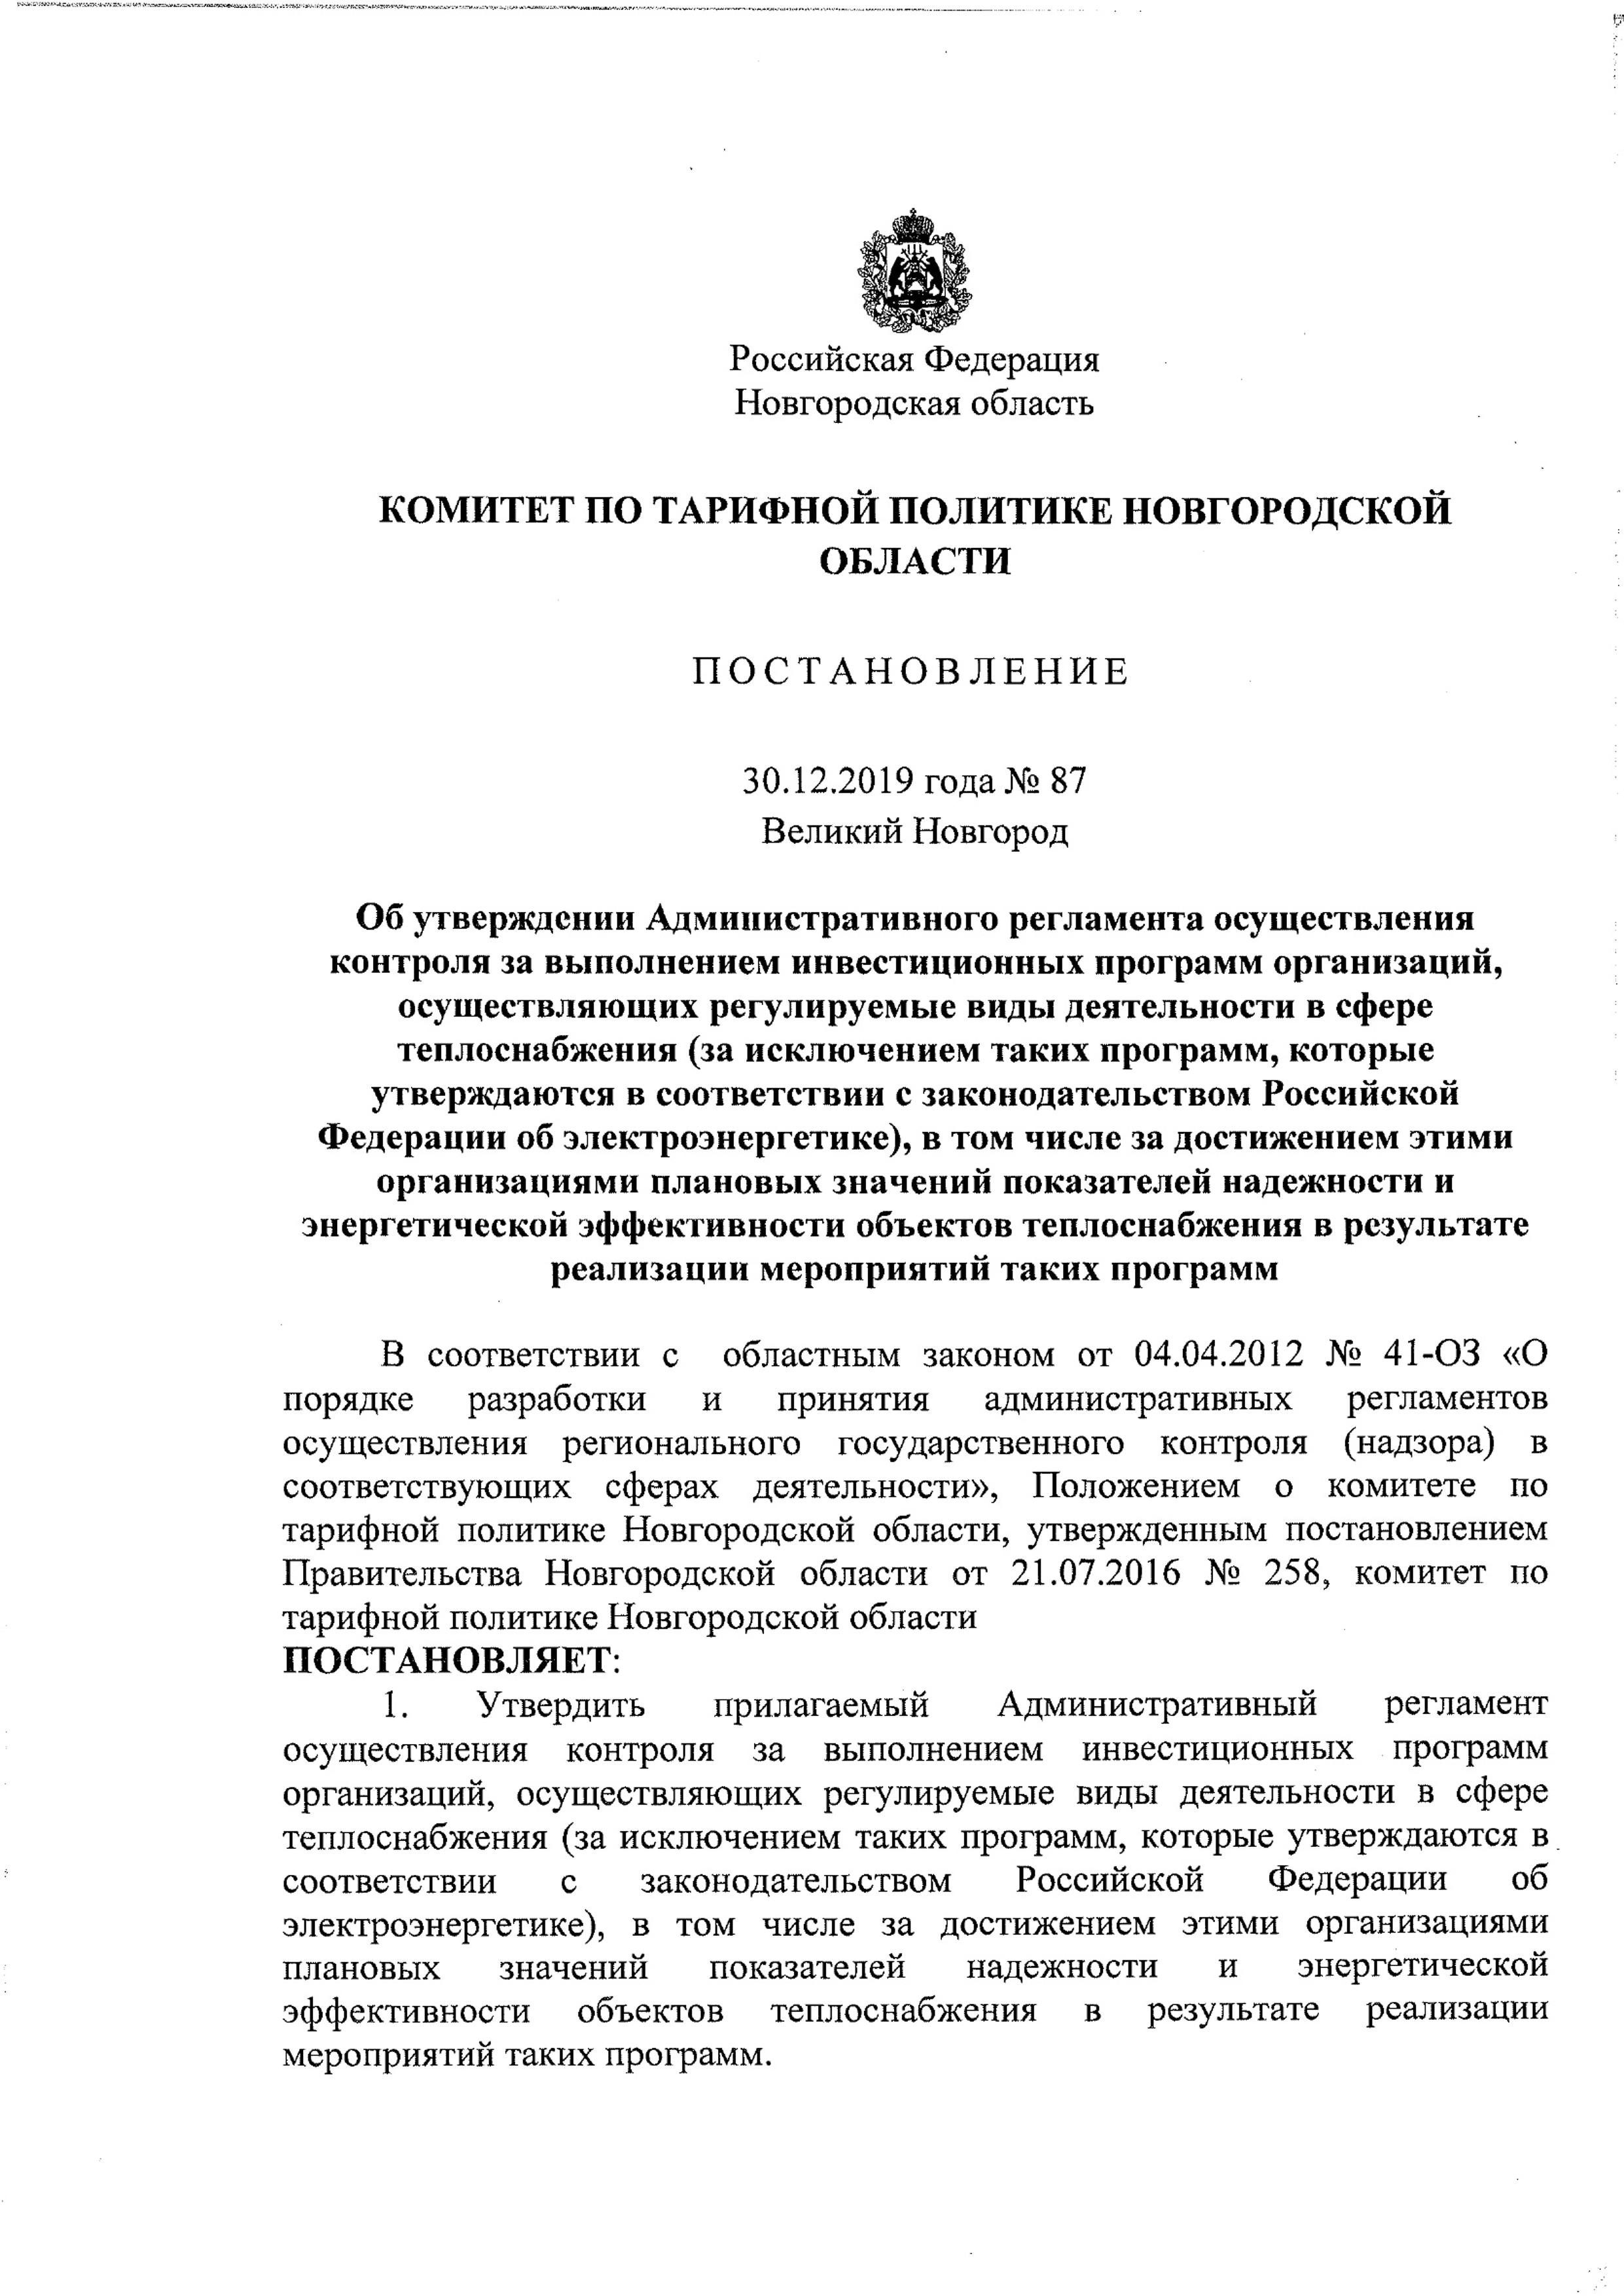 Российская Федерация
Новгородская область
КОМИТЕТ ПО ТАРИФНОЙ ПОЛИТИКЕ НОВГОРОДСКОЙ
ОБЛАСТИ
ПОСТАНОВЛЕНИЕ
30.12.2019 года № 87
Великий Новгород
Об утверждении Административного регламента осуществления
контроля за выполнением инвестиционных программ организаций,
осуществляющих регулируемые виды деятельности в сфере
теплоснабжения (за исключением таких программ, которые
утверждаются в соответствии с законодательством Российской
Федерации об электроэнергетике), в том числе за достижением этими
организациями плановых значений показателей надежности и
энергетической эффективности объектов теплоснабжения в результате
реализации мероприятий таких программ
В соответствии с областным законом от 04.04.2012 № 41-ОЗ «О
порядке разработки и принятия административных регламентов
осуществления регионального государственного контроля (надзора) в
соответствующих сферах деятельности», Положением о комитете по
тарифной политике Новгородской области, утвержденным постановлением
Правительства Новгородской области от 21.07.2016 № 258, комитет по
тарифной политике Новгородской области
ПОСТАНОВЛЯЕТ:
1. Утвердить прилагаемый Административный регламент
осуществления контроля за выполнением инвестиционных программ
организаций, осуществляющих регулируемые виды деятельности в сфере
теплоснабжения (за исключением таких программ, которые утверждаются в
соответствии с законодательством Российской Федерации об
электроэнергетике), в том числе за достижением этими организациями
плановых значений показателей надежности и энергетической
эффективности объектов теплоснабжения в результате реализации
мероприятий таких программ.